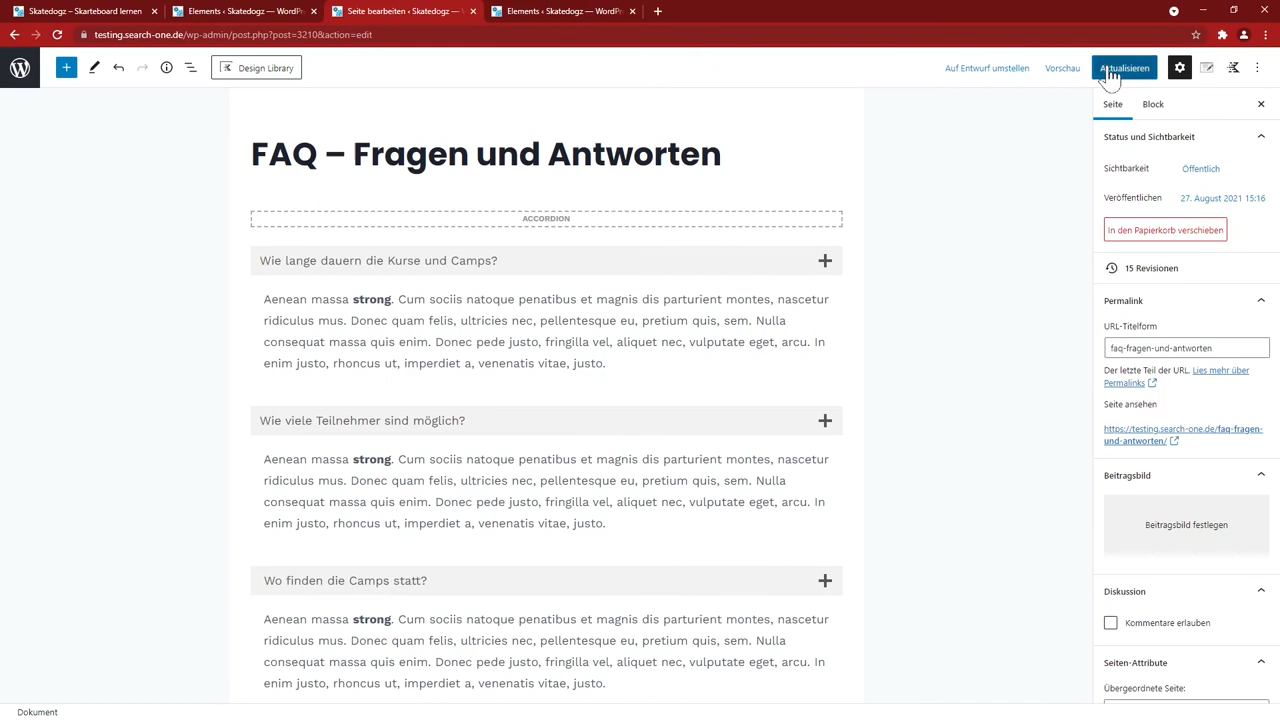 Skatedogz – Skarteboard lernen
Elements ‹ Skatedogz — WordPr
Seite bearbeiten ‹ Skatedogz — W
Elements ‹ Skatedogz — WordPr
testing.search-one.de/wp-admin/post.php?post=3210&action=edit
Design Library
Auf Entwurf umstellen
Vorschau
Aktualisieren
Seite
Block
FAQ – Fragen und Antworten
Status und Sichtbarkeit
Sichtbarkeit
Öffentlich
Veröffentlichen
27. August 2021 15:16
In den Papierkorb verschieben
ACCORDION
Wie lange dauern die Kurse und Camps?
Aenean massa strong. Cum sociis natoque penatibus et magnis dis parturient montes, nascetur
ridiculus mus. Donec quam felis, ultricies nec, pellentesque eu, pretium quis, sem. Nulla
consequat massa quis enim. Donec pede justo, fringilla vel, aliquet nec, vulputate eget, arcu. In
enim justo, rhoncus ut, imperdiet a, venenatis vitae, justo.
Wie viele Teilnehmer sind möglich?
Aenean massa strong. Cum sociis natoque penatibus et magnis dis parturient montes, nascetur
ridiculus mus. Donec quam felis, ultricies nec, pellentesque eu, pretium quis, sem. Nulla
consequat massa quis enim. Donec pede justo, fringilla vel, aliquet nec, vulputate eget, arcu. In
enim justo, rhoncus ut, imperdiet a, venenatis vitae, justo.
Wo finden die Camps statt?
Aenean massa strong. Cum sociis natoque penatibus et magnis dis parturient montes, nascetur
ridiculus mus. Donec quam felis, ultricies nec, pellentesque eu, pretium quis, sem. Nulla
consequat massa quis enim. Donec pede justo, fringilla vel, aliquet nec, vulputate eget, arcu. In
enim justo, rhoncus ut, imperdiet a, venenatis vitae, justo.
15 Revisionen
Permalink
URL-Titelform
faq-fragen-und-antworten
Der letzte Teil der URL. Lies mehr über
Permalinks
Seite ansehen
https://testing.search-one.de/faq-fragen-
und-antworten/
Beitragsbild
Beitragsbild festlegen
Diskussion
Kommentare erlauben
Seiten-Attribute
Übergeordnete Seite:
Dokument